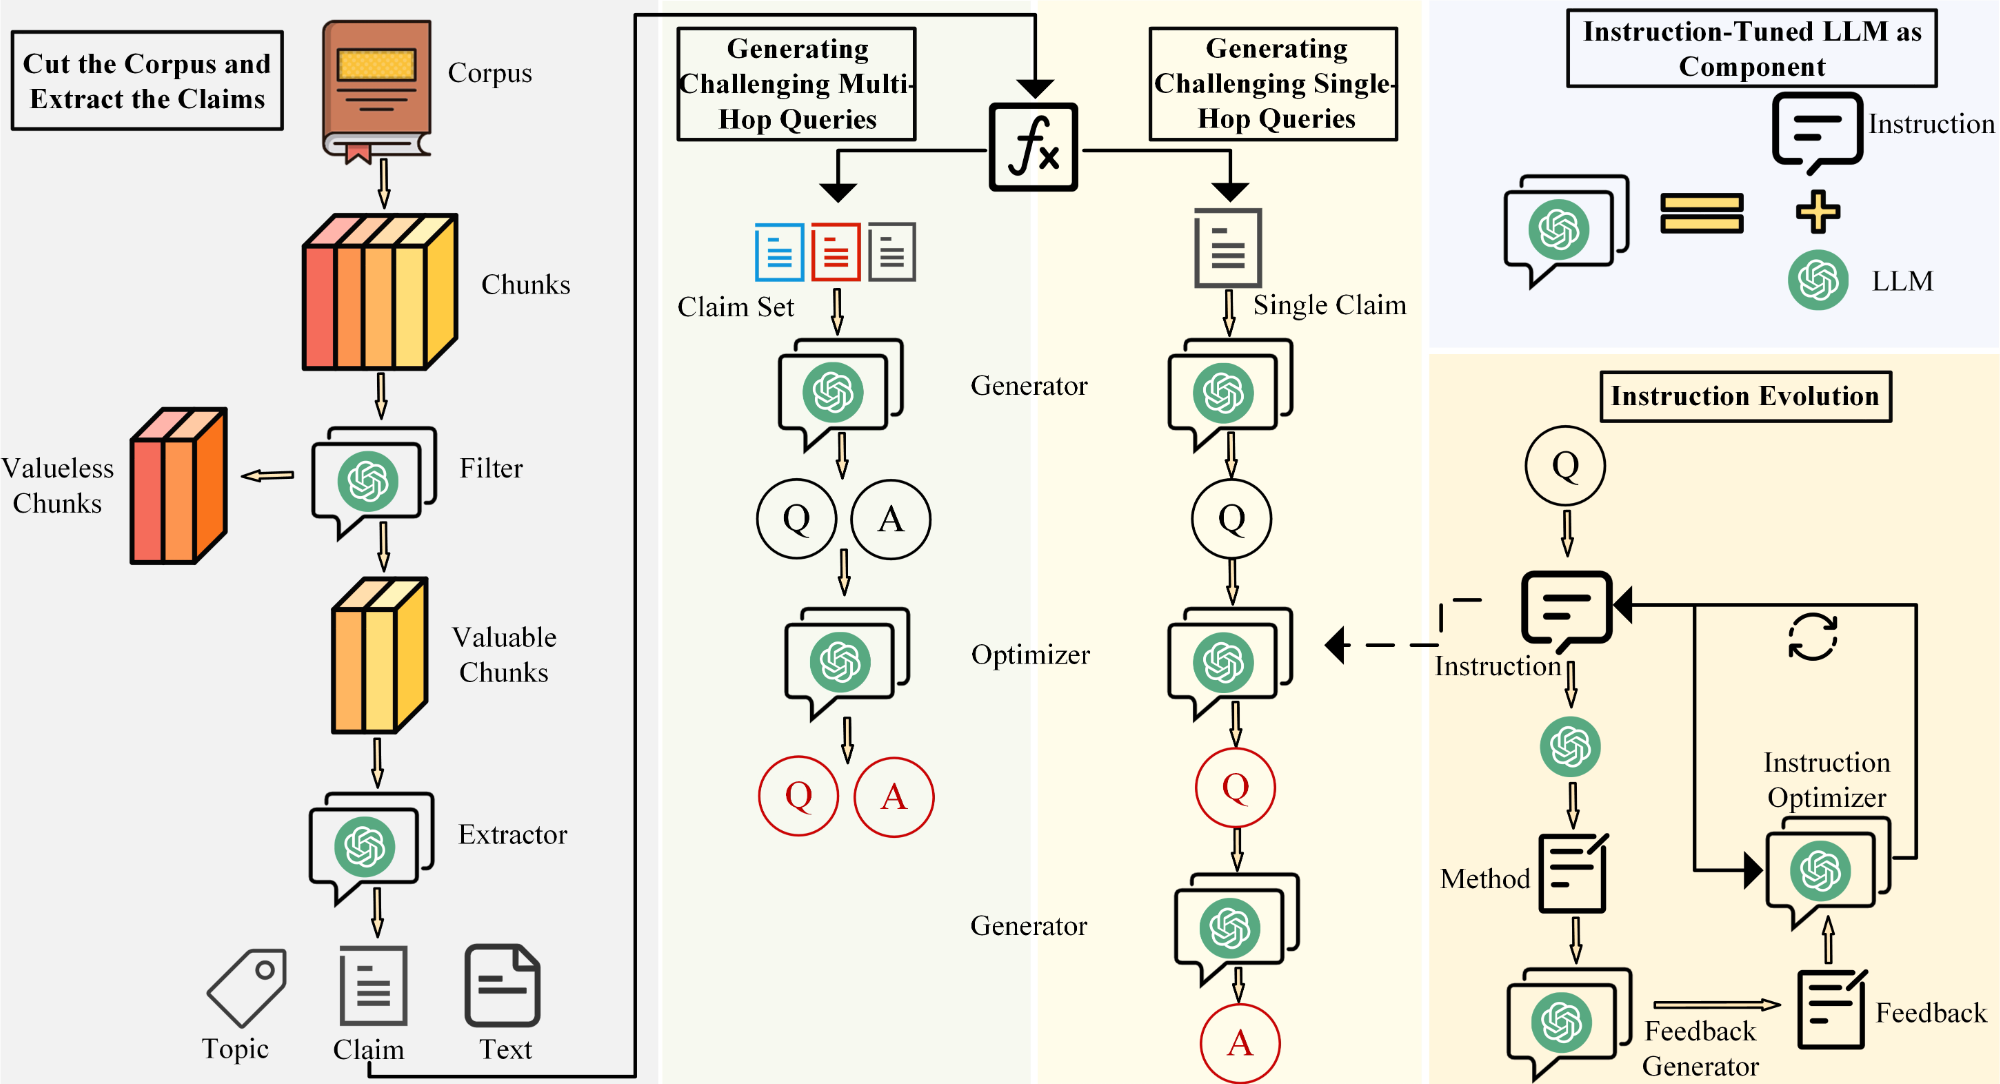 Cut the Corpus and
Extract the Claims
Corpus
Chunks
Valueless
Chunks
Filter
Valuable
Chunks
Extractor
Topic
Claim
Text
Generating
Challenging Multi-
Hop Queries
fx
Generating
Challenging Single-
Hop Queries
Claim Set
Single Claim
Generator
Q
A
Q
Optimizer
Q
A
Q
Generator
A
Instruction-Tuned LLM as
Component
Instruction
LLM
Instruction Evolution
Q
Instruction
Instruction
Optimizer
Method
Feedback
Generator
Feedback